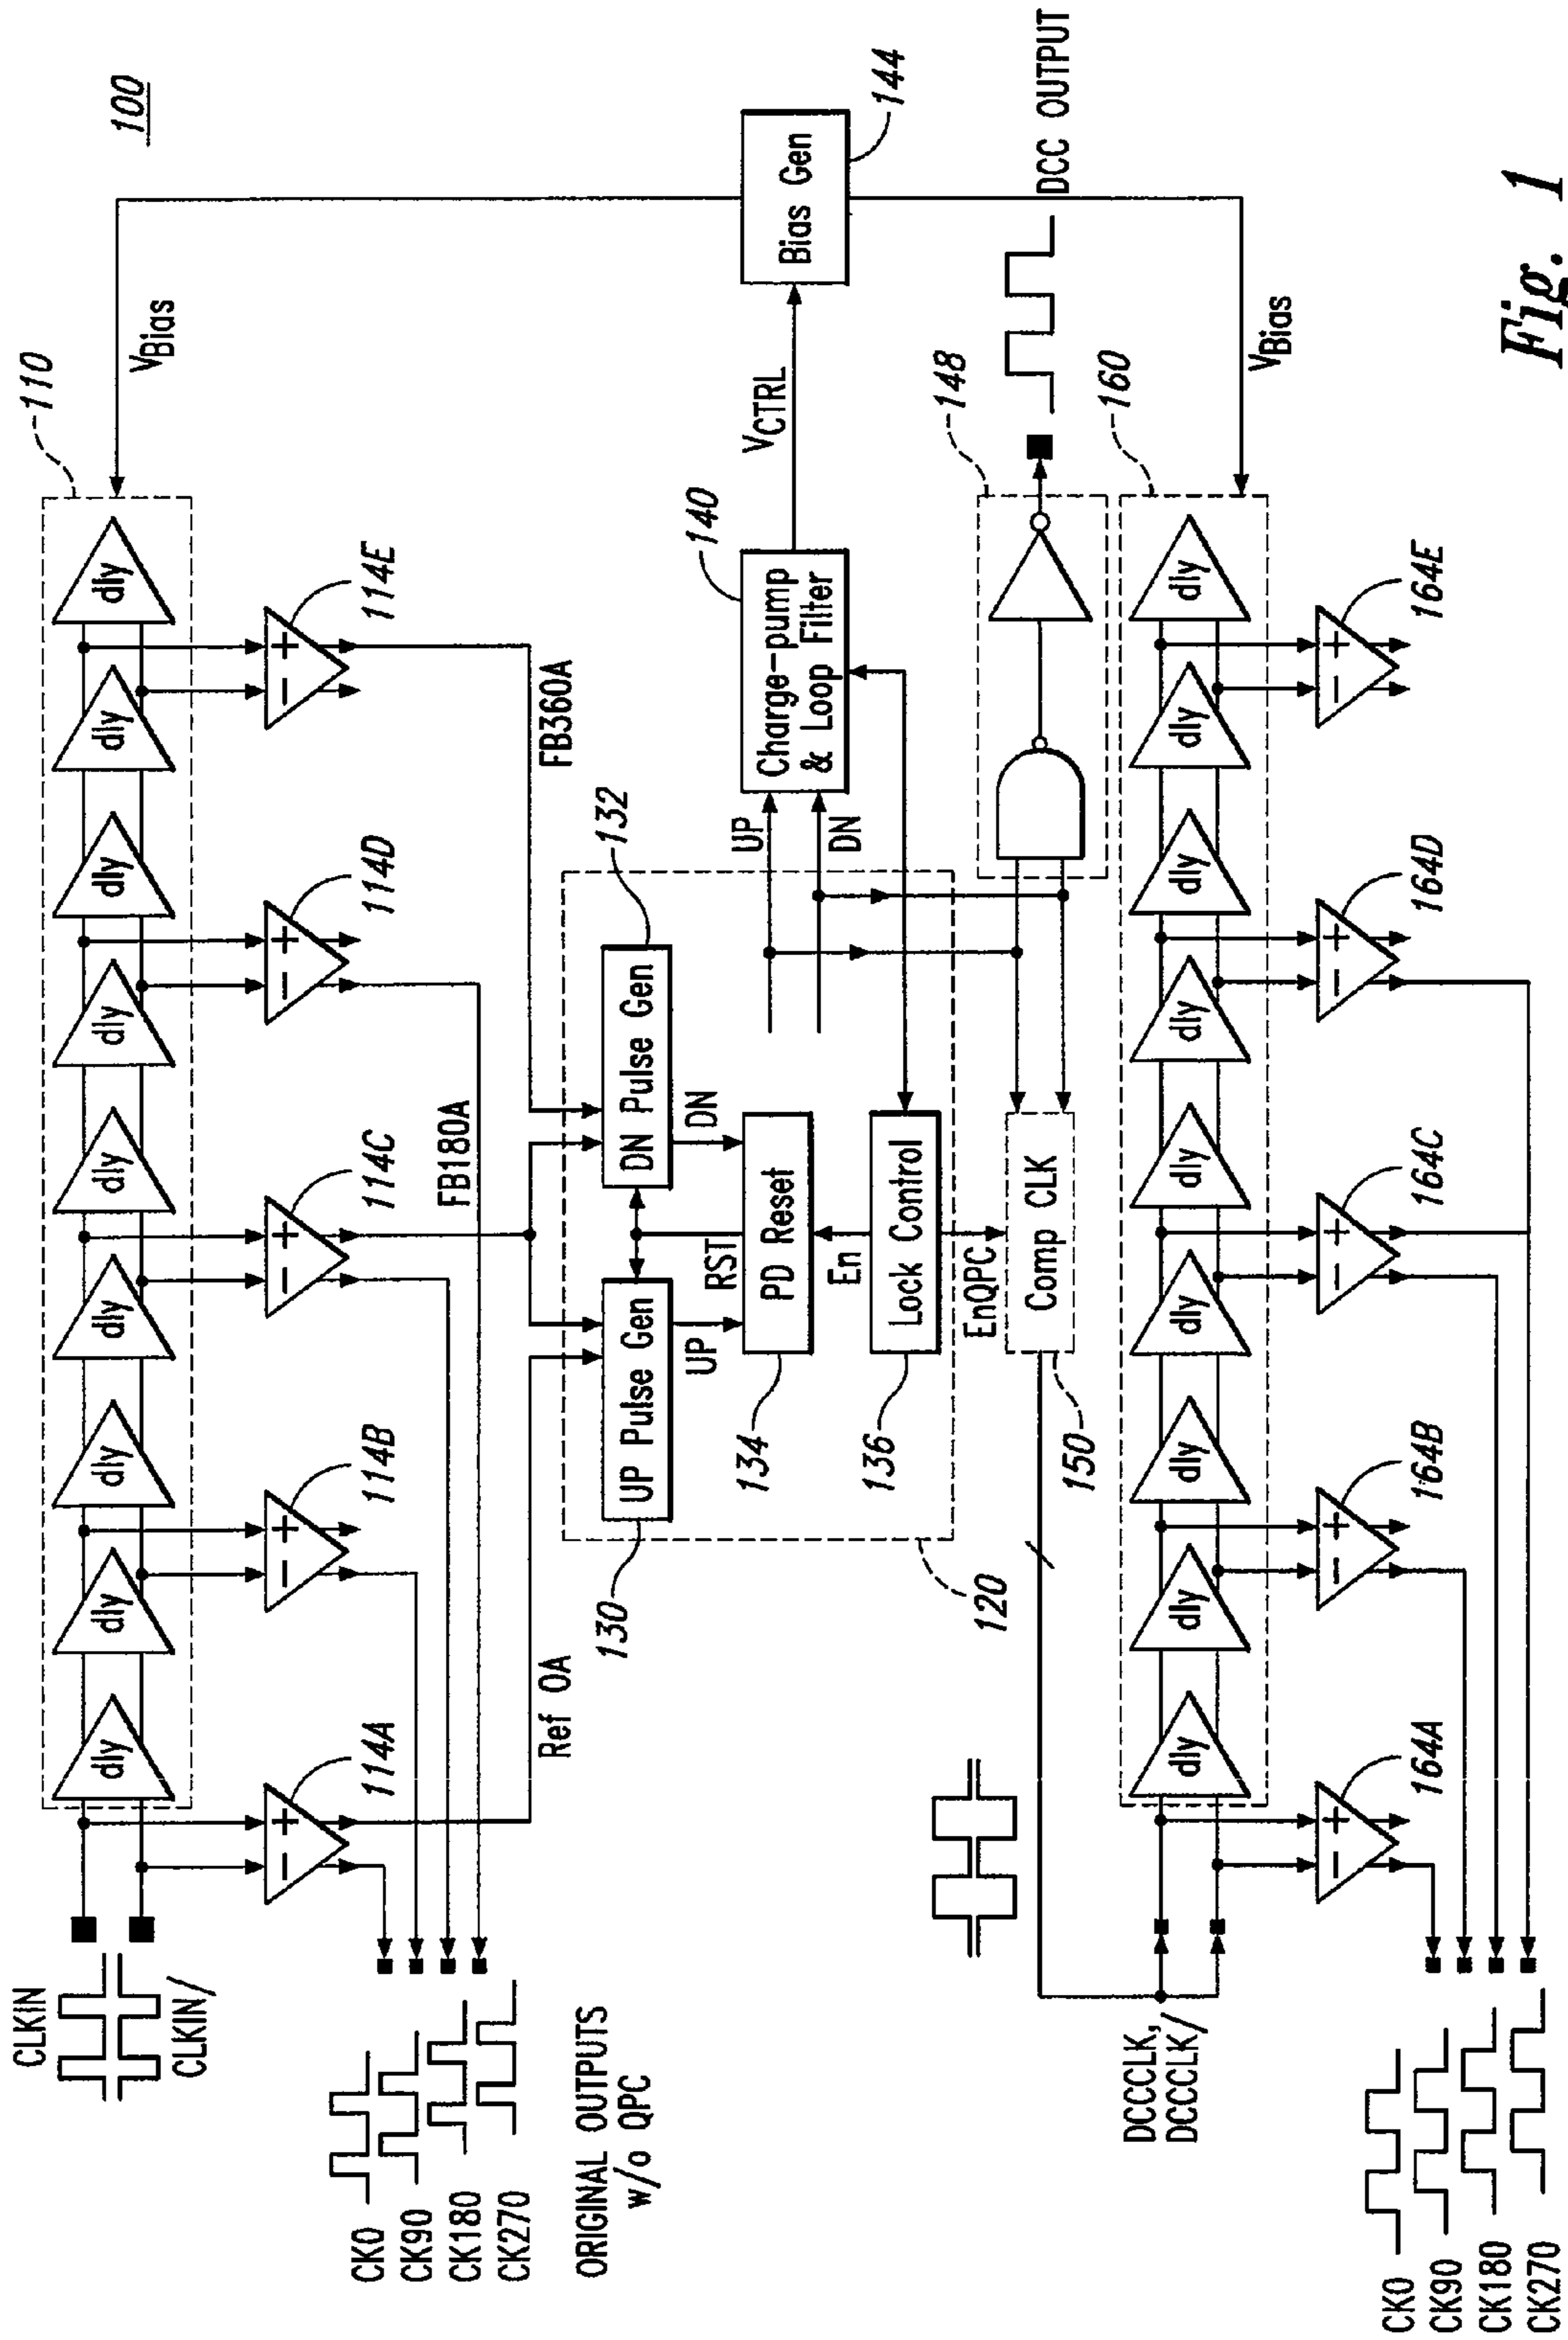 100
CLKIN
CLKIN/
110
VBias
dly
dly
dly
dly
dly
dly
dly
dly
dly
+
−
114A
+
−
114B
+
−
114C
+
−
114D
+
−
114E
CK0
CK90
CK180
CK270
ORIGINAL OUTPUTS
w/o QPC
Ref 0A
FB180A
FB360A
130
UP Pulse Gen
132
DN Pulse Gen
UP
RST
DN
134
PD Reset
En
136
Lock Control
120
EnQPC
150
Comp CLK
UP
DN
140
Charge-pump
& Loop Filter
VCTRL
Bias Gen
144
148
DCC OUTPUT
DCCCLK,
DCCCLK/
160
VBias
dly
dly
dly
dly
dly
dly
dly
dly
dly
+
−
164A
+
−
164B
+
−
164C
+
−
164D
+
−
164E
CK0
CK90
CK180
CK270
Fig. 1